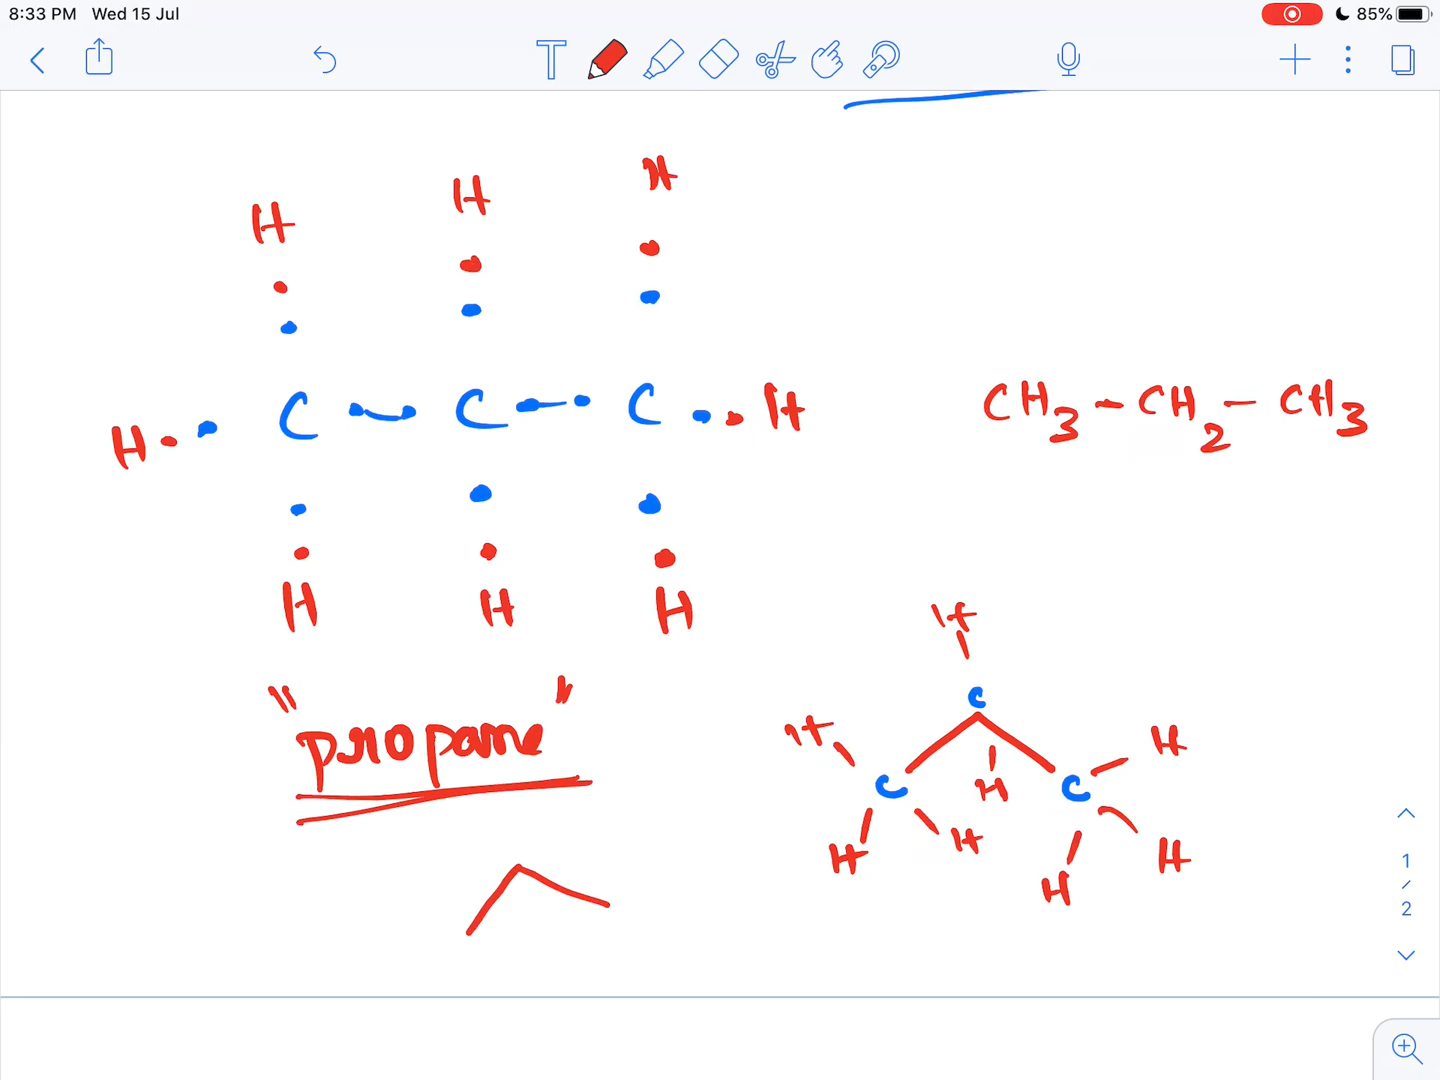 8:33 PM Wed 15 Jul
85%
T
H H H
H C C C H
H H H
CH3 - CH2 - CH3
"propane"
H
C
H H
C H C
H H H H
1
/
2